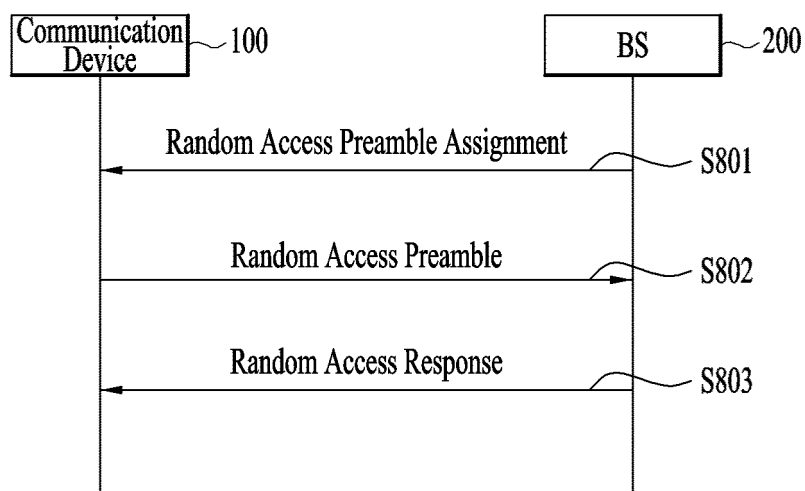 Communication
Device
100
BS
200
Random Access Preamble Assignment
S801
Random Access Preamble
S802
Random Access Response
S803